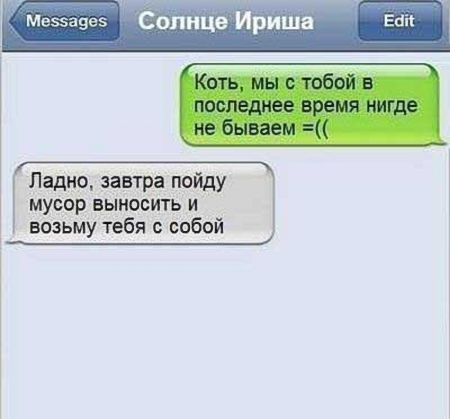 Messages Солнце Ириша Edit
Коть, мы с тобой в
последнее время нигде
не бываем =((
Ладно, завтра пойду
мусор выносить и
возьму тебя с собой